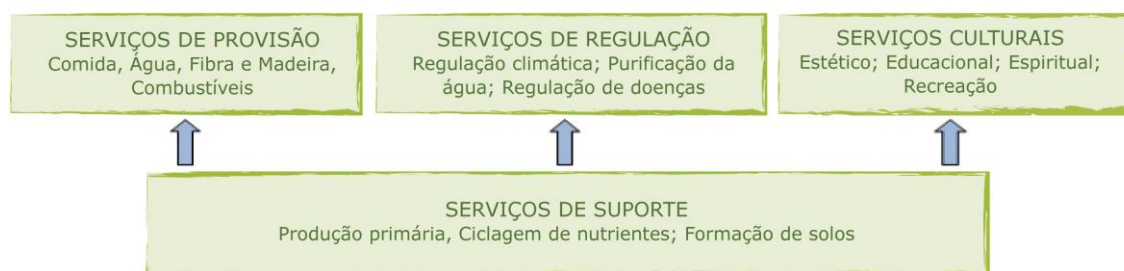 SERVIÇOS DE PROVISÃO
Comida, Água, Fibra e Madeira,
Combustíveis
SERVIÇOS DE REGULAÇÃO
Regulação climática; Purificação da
água; Regulação de doenças
SERVIÇOS CULTURAIS
Estético; Educacional; Espiritual;
Recreação
SERVIÇOS DE SUPORTE
Produção primária, Ciclagem de nutrientes; Formação de solos